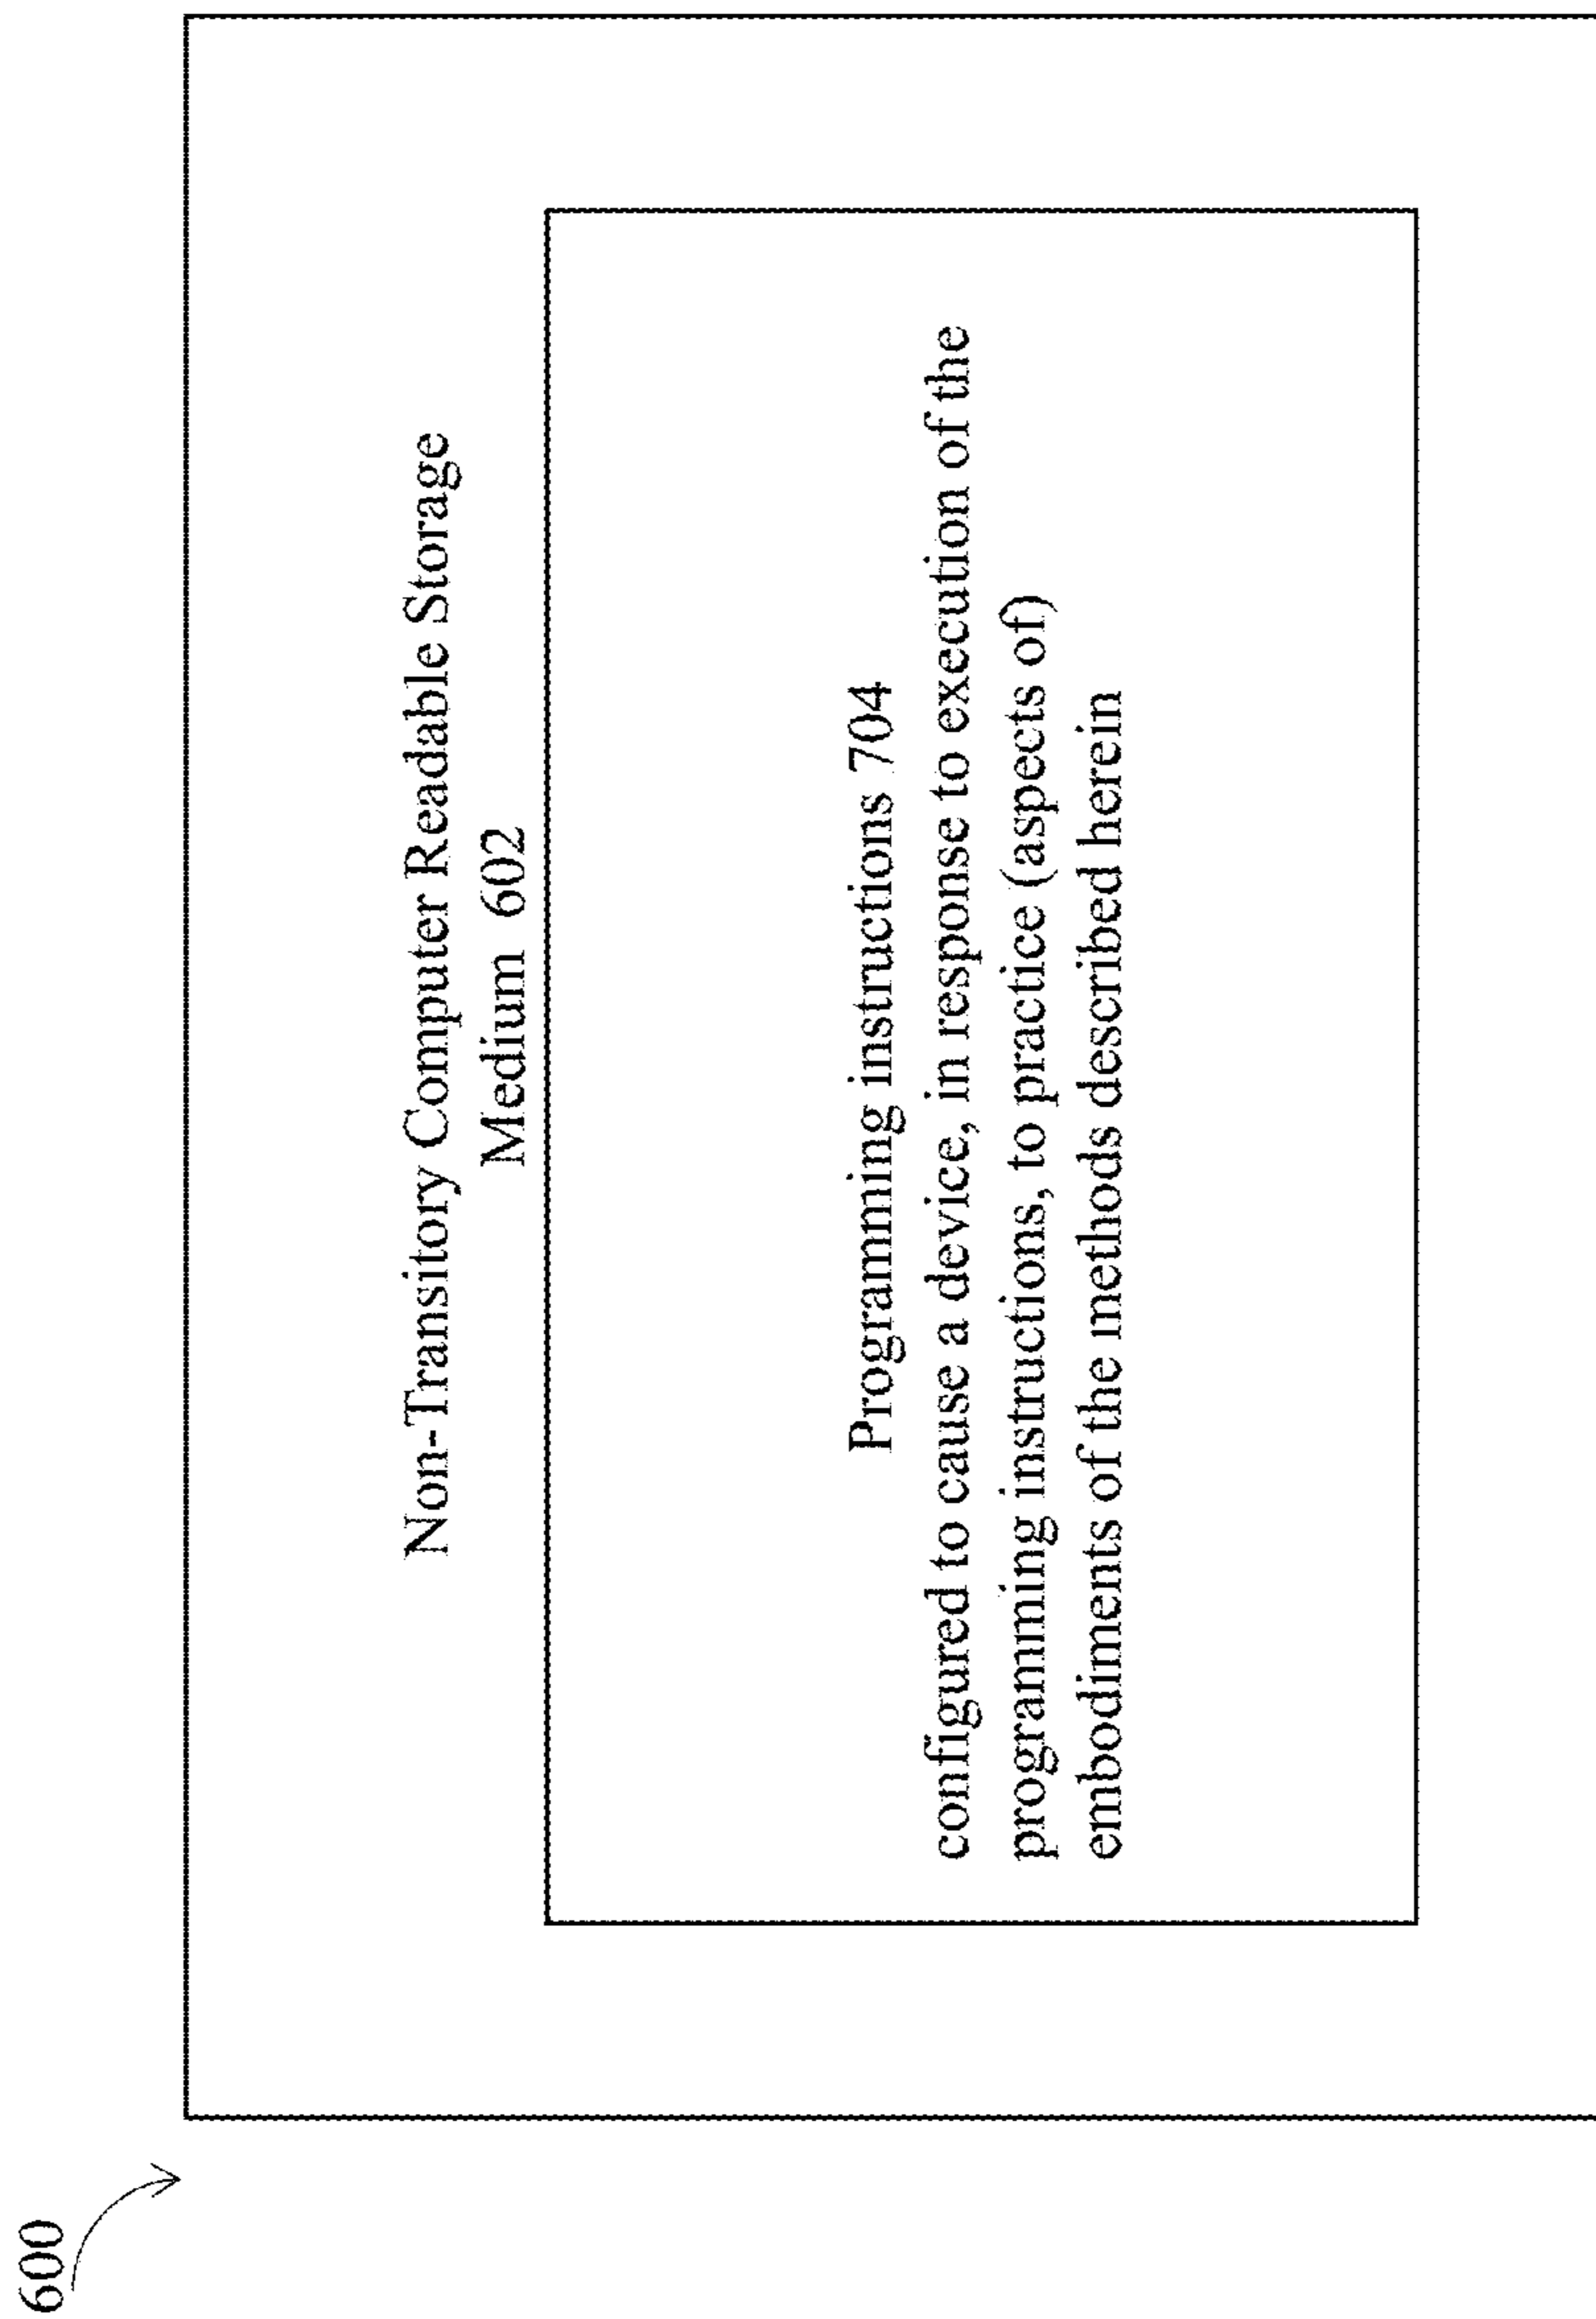 600
Non-Transitory Computer Readable Storage
Medium 602
Programming instructions 704
configured to cause a device, in response to execution of the
programming instructions, to practice (aspects of)
embodiments of the methods described herein